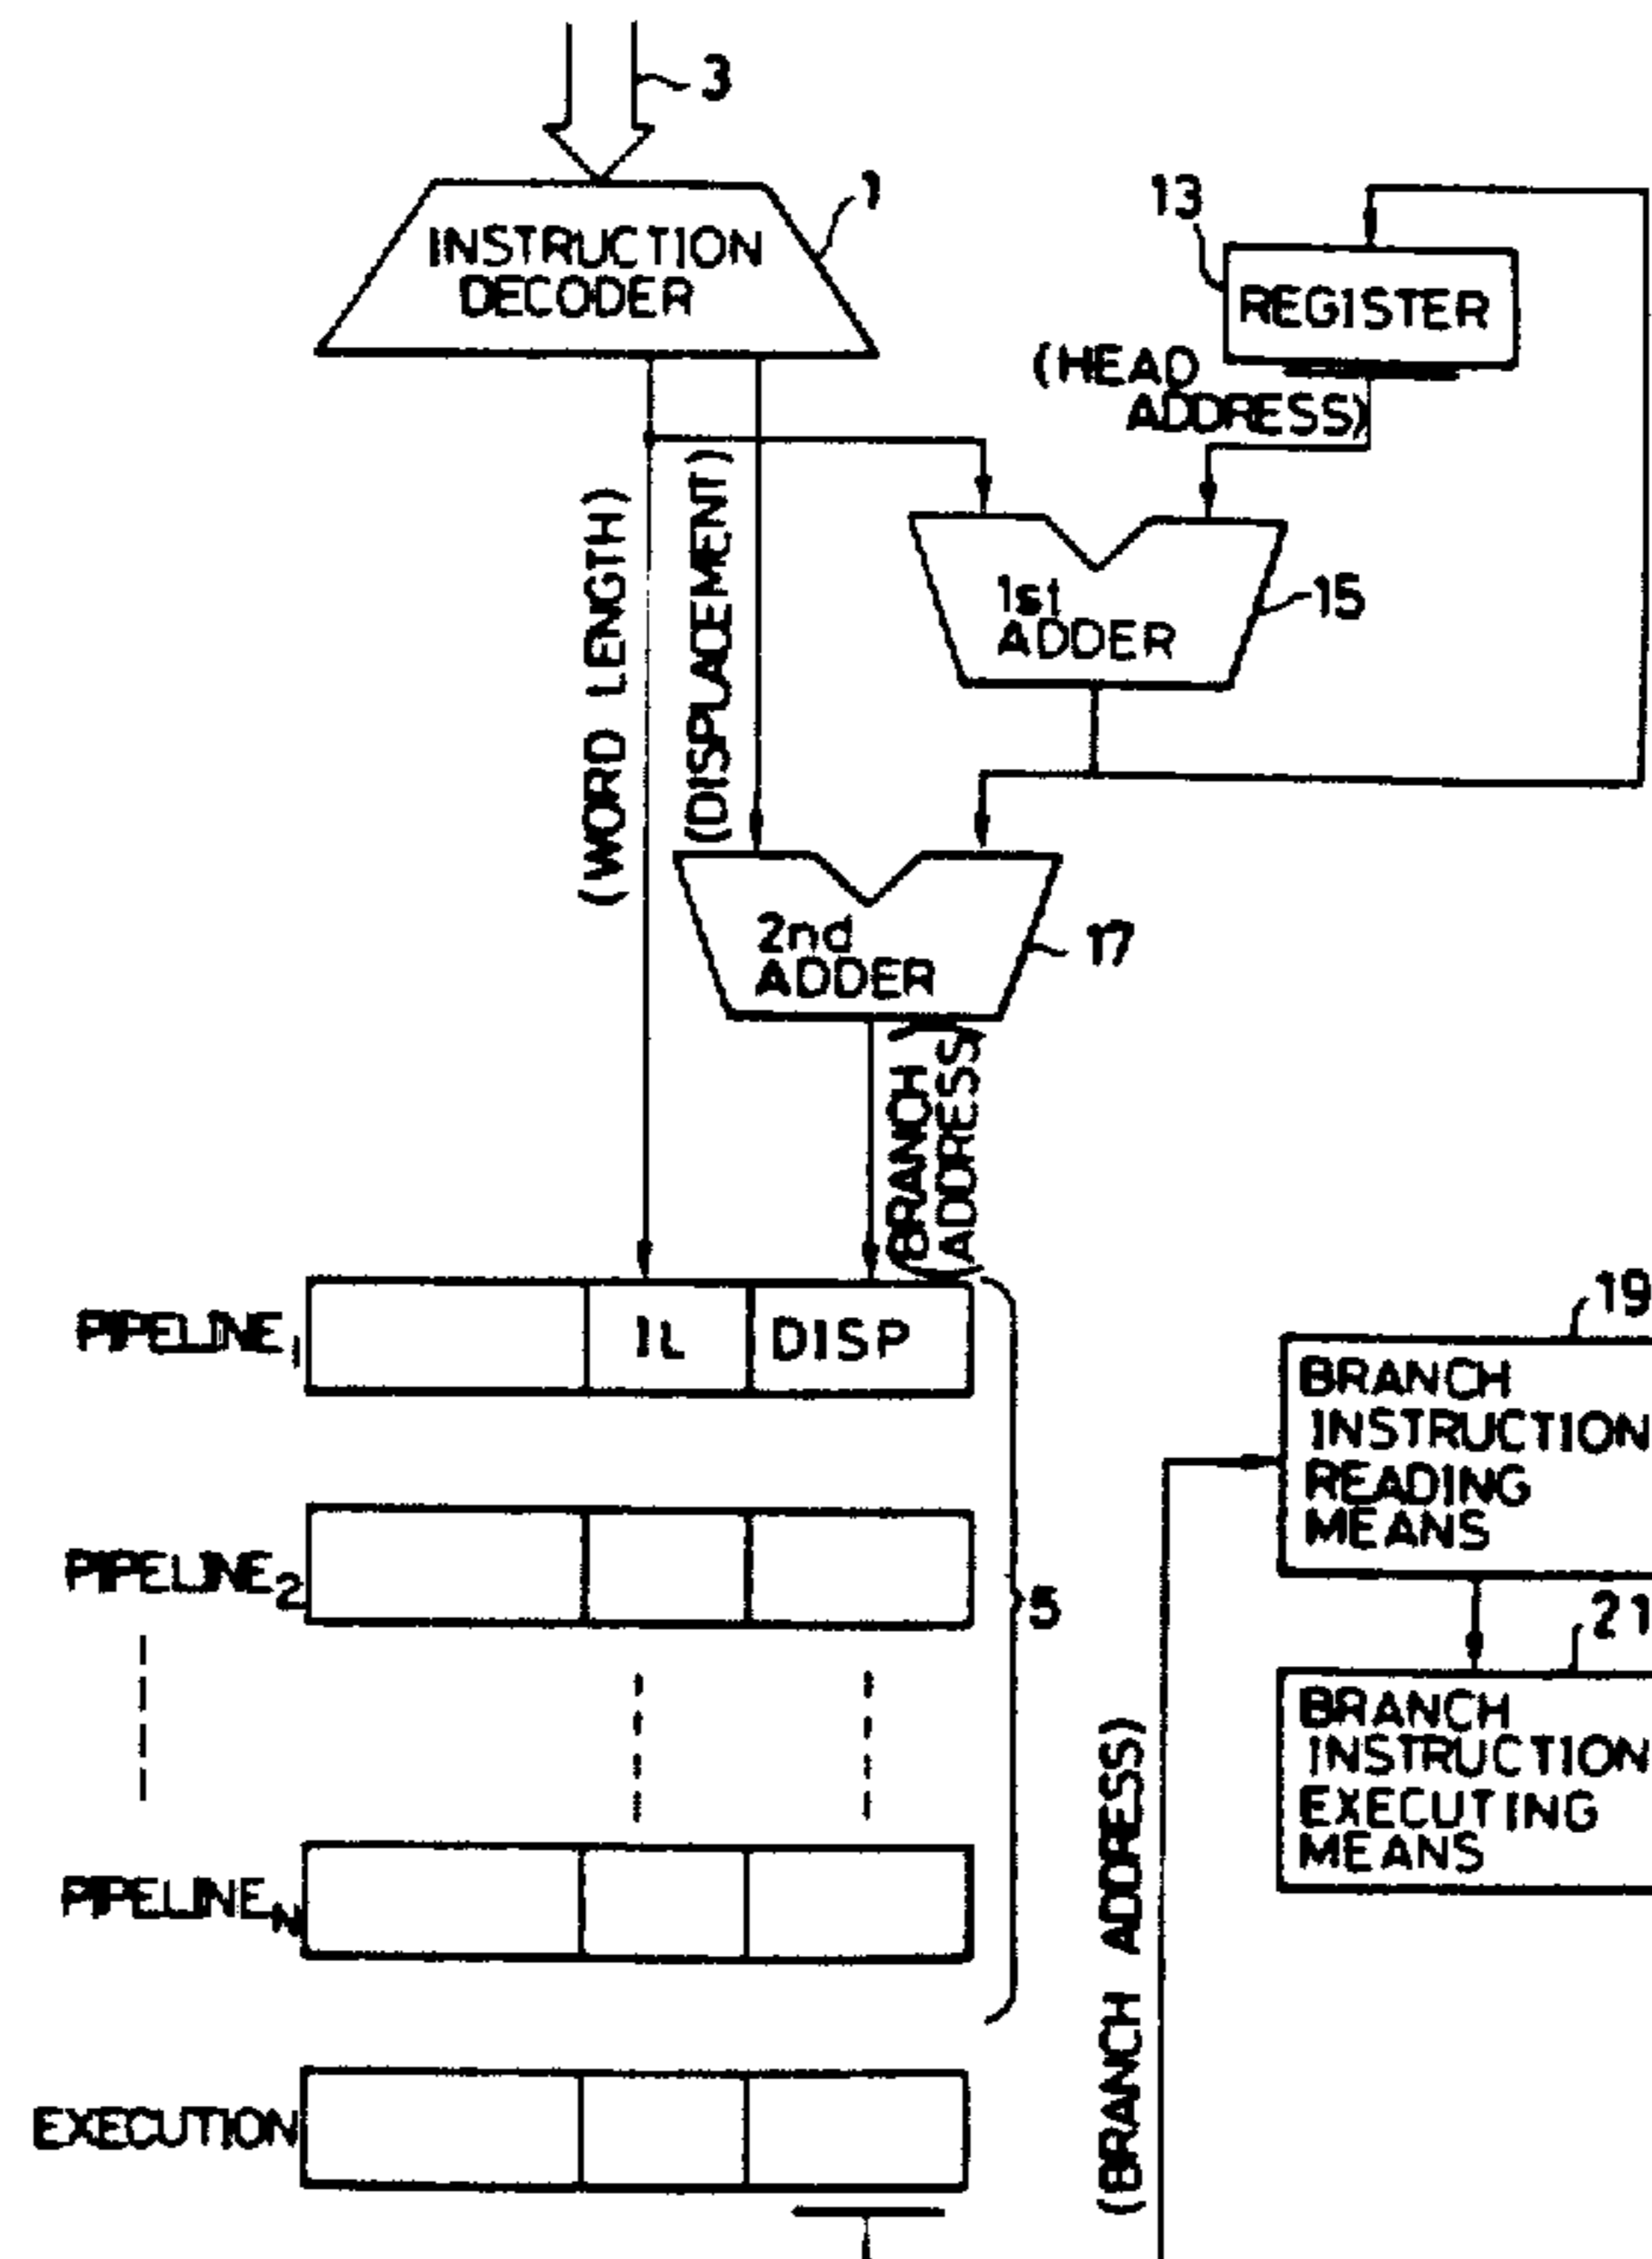 3
1
INSTRUCTION
DECODER
13
REGISTER
(HEAD
ADDRESS)
(WORD LENGTH)
(DISPLACEMENT)
1st
ADDER
15
2nd
ADDER
17
(BRANCH
ADDRESS)
PIPELINE1
IL
DISP
PIPELINE2
5
PIPELINEN
EXECUTION
(BRANCH ADDRESS)
19
BRANCH
INSTRUCTION
READING
MEANS
21
BRANCH
INSTRUCTION
EXECUTING
MEANS